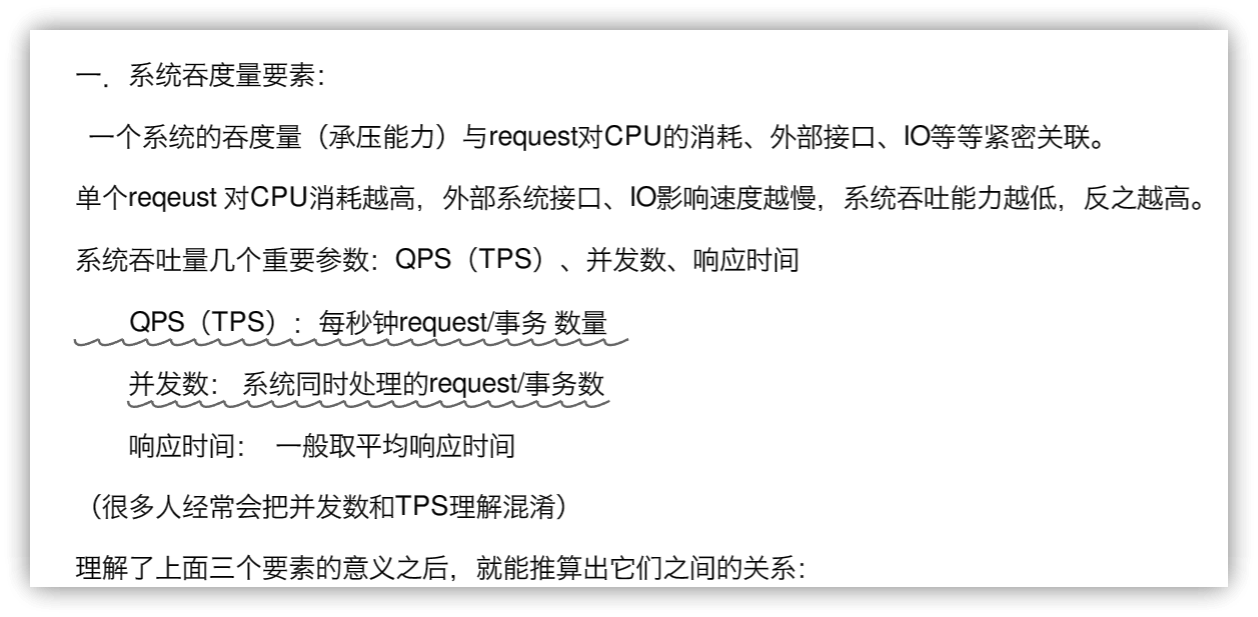 一．系统吞度量要素：
一个系统的吞度量（承压能力）与request对CPU的消耗、外部接口、IO等等紧密关联。
单个reqeust 对CPU消耗越高，外部系统接口、IO影响速度越慢，系统吞吐能力越低，反之越高。
系统吞吐量几个重要参数：QPS（TPS）、并发数、响应时间
QPS（TPS）：每秒钟request/事务 数量
并发数： 系统同时处理的request/事务数
响应时间： 一般取平均响应时间
（很多人经常会把并发数和TPS理解混淆）
理解了上面三个要素的意义之后，就能推算出它们之间的关系：